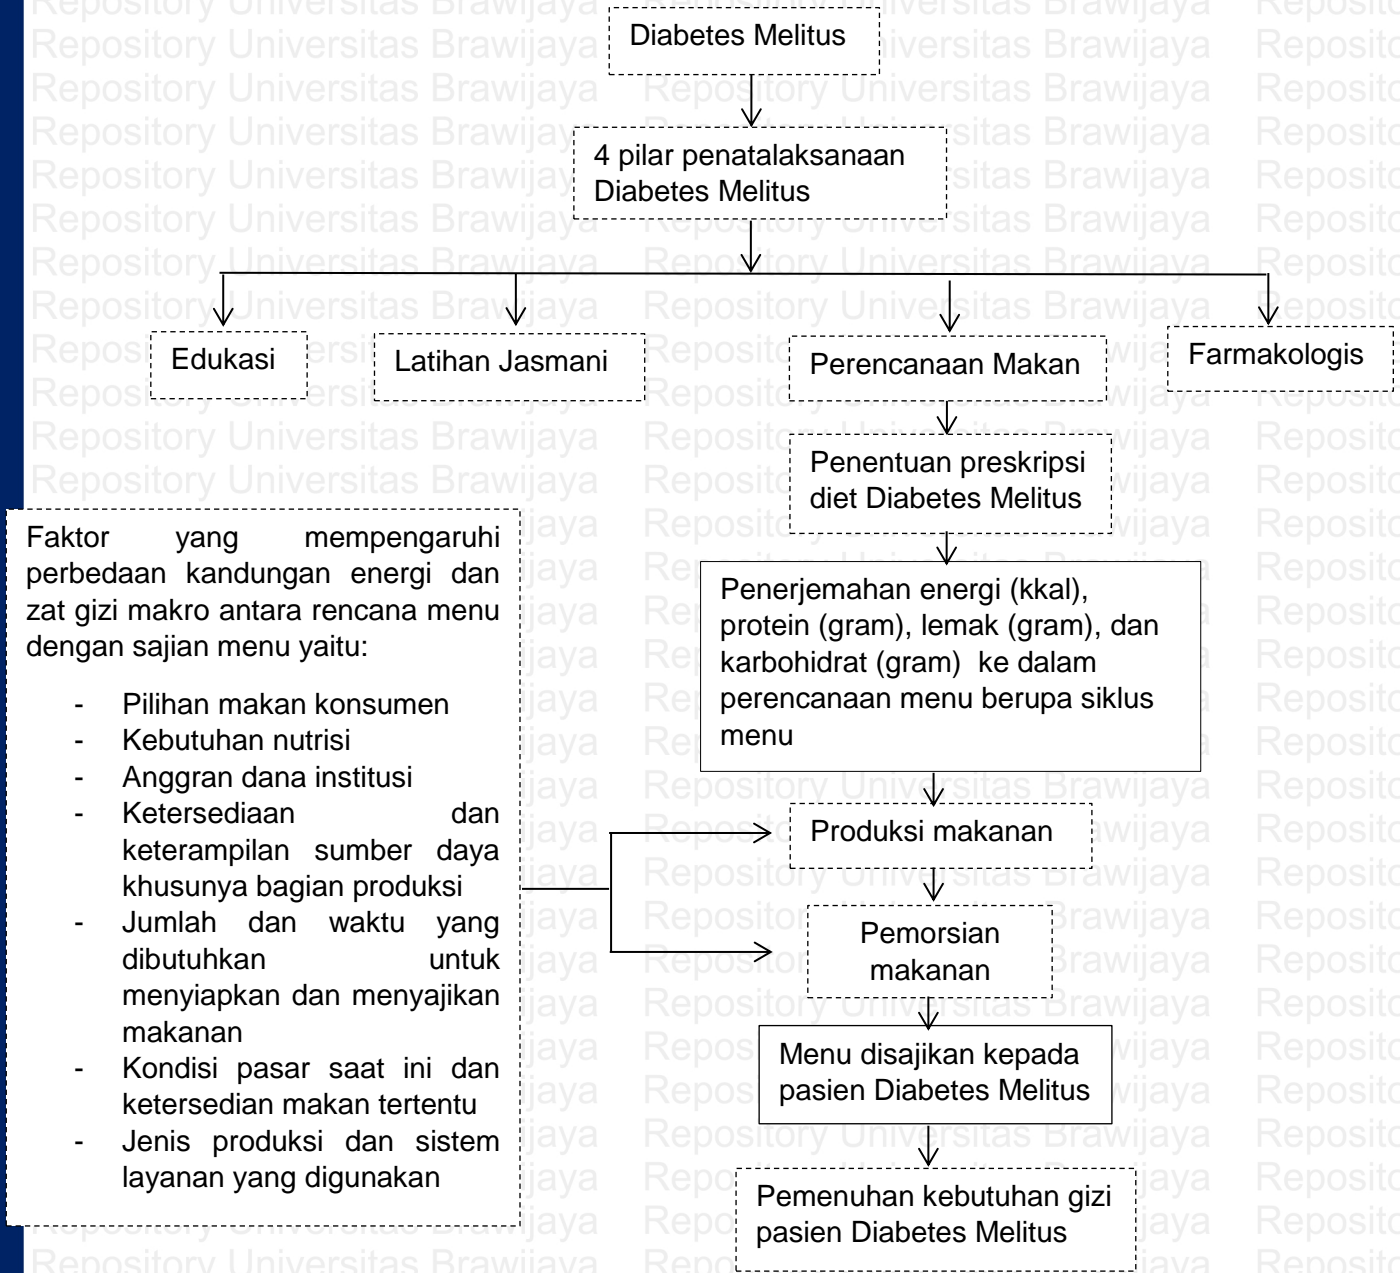 Diabetes Melitus
4 pilar penatalaksanaan
Diabetes Melitus
Edukasi
Latihan Jasmani
Perencanaan Makan
Farmakologis
Penentuan preskripsi
diet Diabetes Melitus
Faktor yang mempengaruhi
perbedaan kandungan energi dan
zat gizi makro antara rencana menu
dengan sajian menu yaitu:
- Pilihan makan konsumen
- Kebutuhan nutrisi
- Anggran dana institusi
- Ketersediaan dan
keterampilan sumber daya
khusunya bagian produksi
- Jumlah dan waktu yang
dibutuhkan untuk
menyiapkan dan menyajikan
makanan
- Kondisi pasar saat ini dan
ketersedian makan tertentu
- Jenis produksi dan sistem
layanan yang digunakan
Penerjemahan energi (kkal),
protein (gram), lemak (gram), dan
karbohidrat (gram) ke dalam
perencanaan menu berupa siklus
menu
Produksi makanan
Pemorsian
makanan
Menu disajikan kepada
pasien Diabetes Melitus
Pemenuhan kebutuhan gizi
pasien Diabetes Melitus